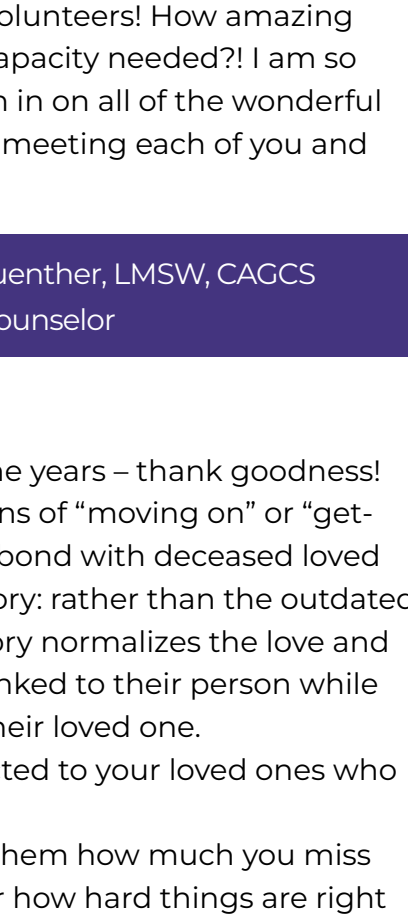 olunteers! How amazing
apacity needed?! I am so
n in on all of the wonderful
meeting each of you and
uenther, LMSW, CAGCS
ounselor
he years – thank goodness!
ns of “moving on” or “get-
bond with deceased loved
ory: rather than the outdated
ory normalizes the love and
nked to their person while
heir loved one.
ted to your loved ones who
them how much you miss
r how hard things are right